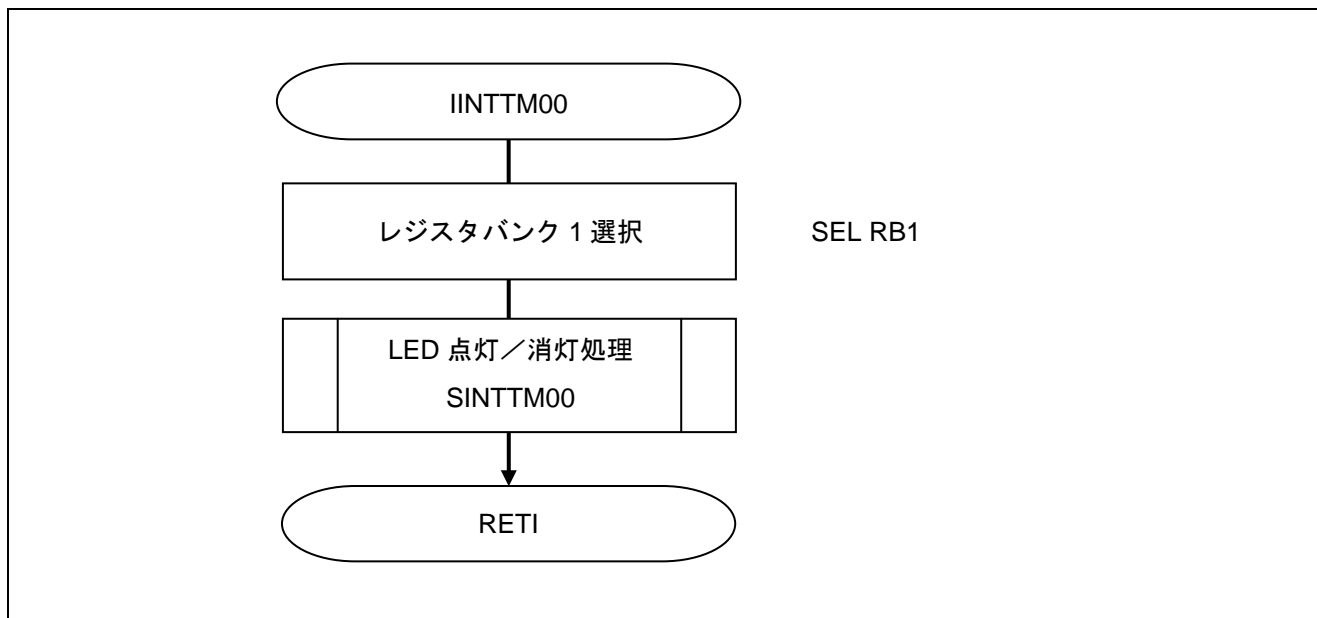 IINTTM00
レジスタバンク 1 選択
SEL RB1
LED 点灯／消灯処理
SINTTM00
RETI